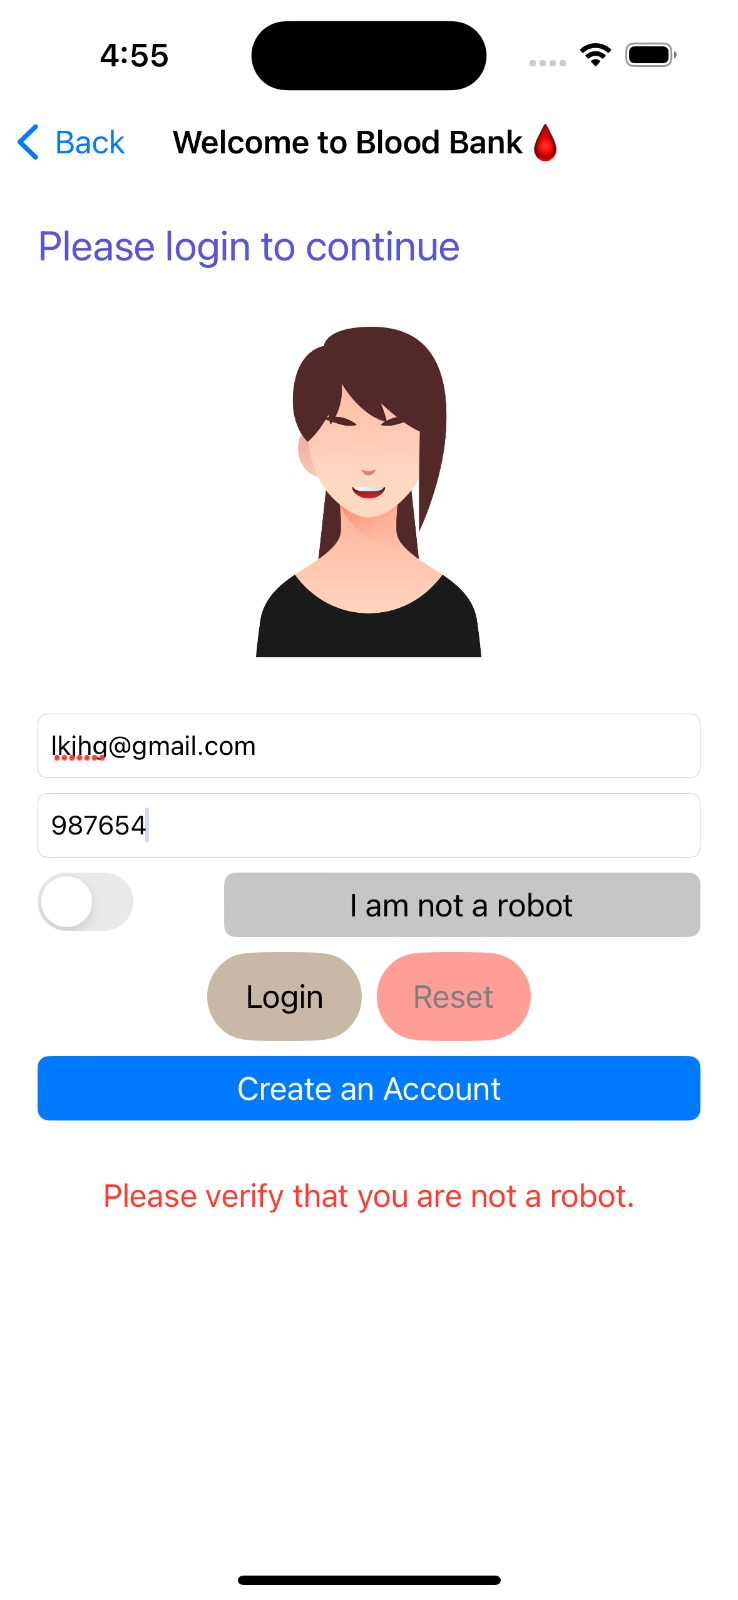 4:55
Back
Welcome to Blood Bank 🩸
Please login to continue
lkjhg@gmail.com
987654
I am not a robot
Login
Reset
Create an Account
Please verify that you are not a robot.